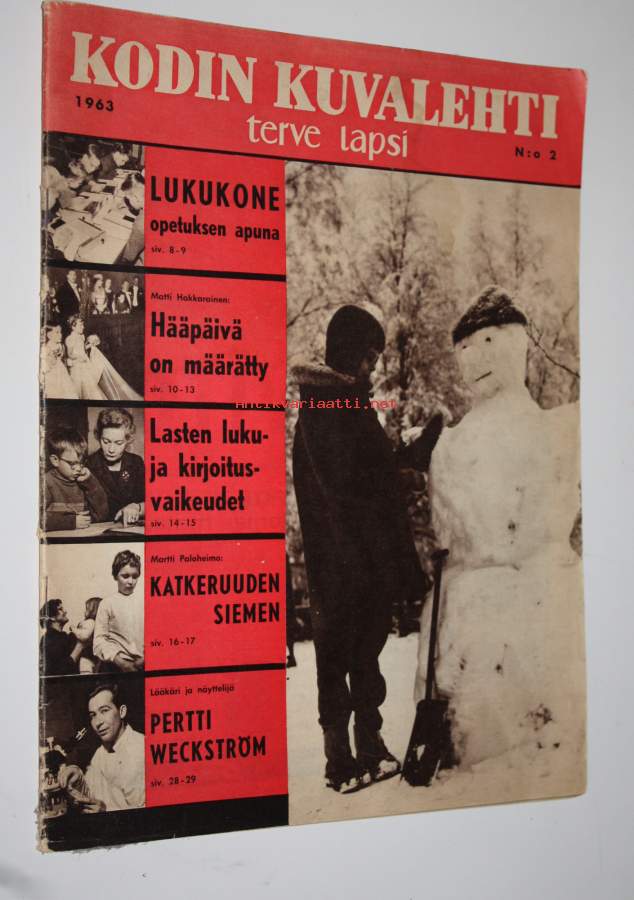 KODIN KUVALEHTI
1963
terve lapsi
N:o 2
LUKUKONE
opetuksen apuna
siv. 8-9
Matti Hakkarainen:
Hääpäivä
on määrätty
siv. 10-13
Lasten luku-
ja kirjoitus-
vaikeudet
siv. 14-15
Martti Paloheimo:
KATKERUUDEN
SIEMEN
siv. 16-17
Lääkäri ja näyttelijä
PERTTI
WECKSTRÖM
siv. 28-29
antikvariaatti.net